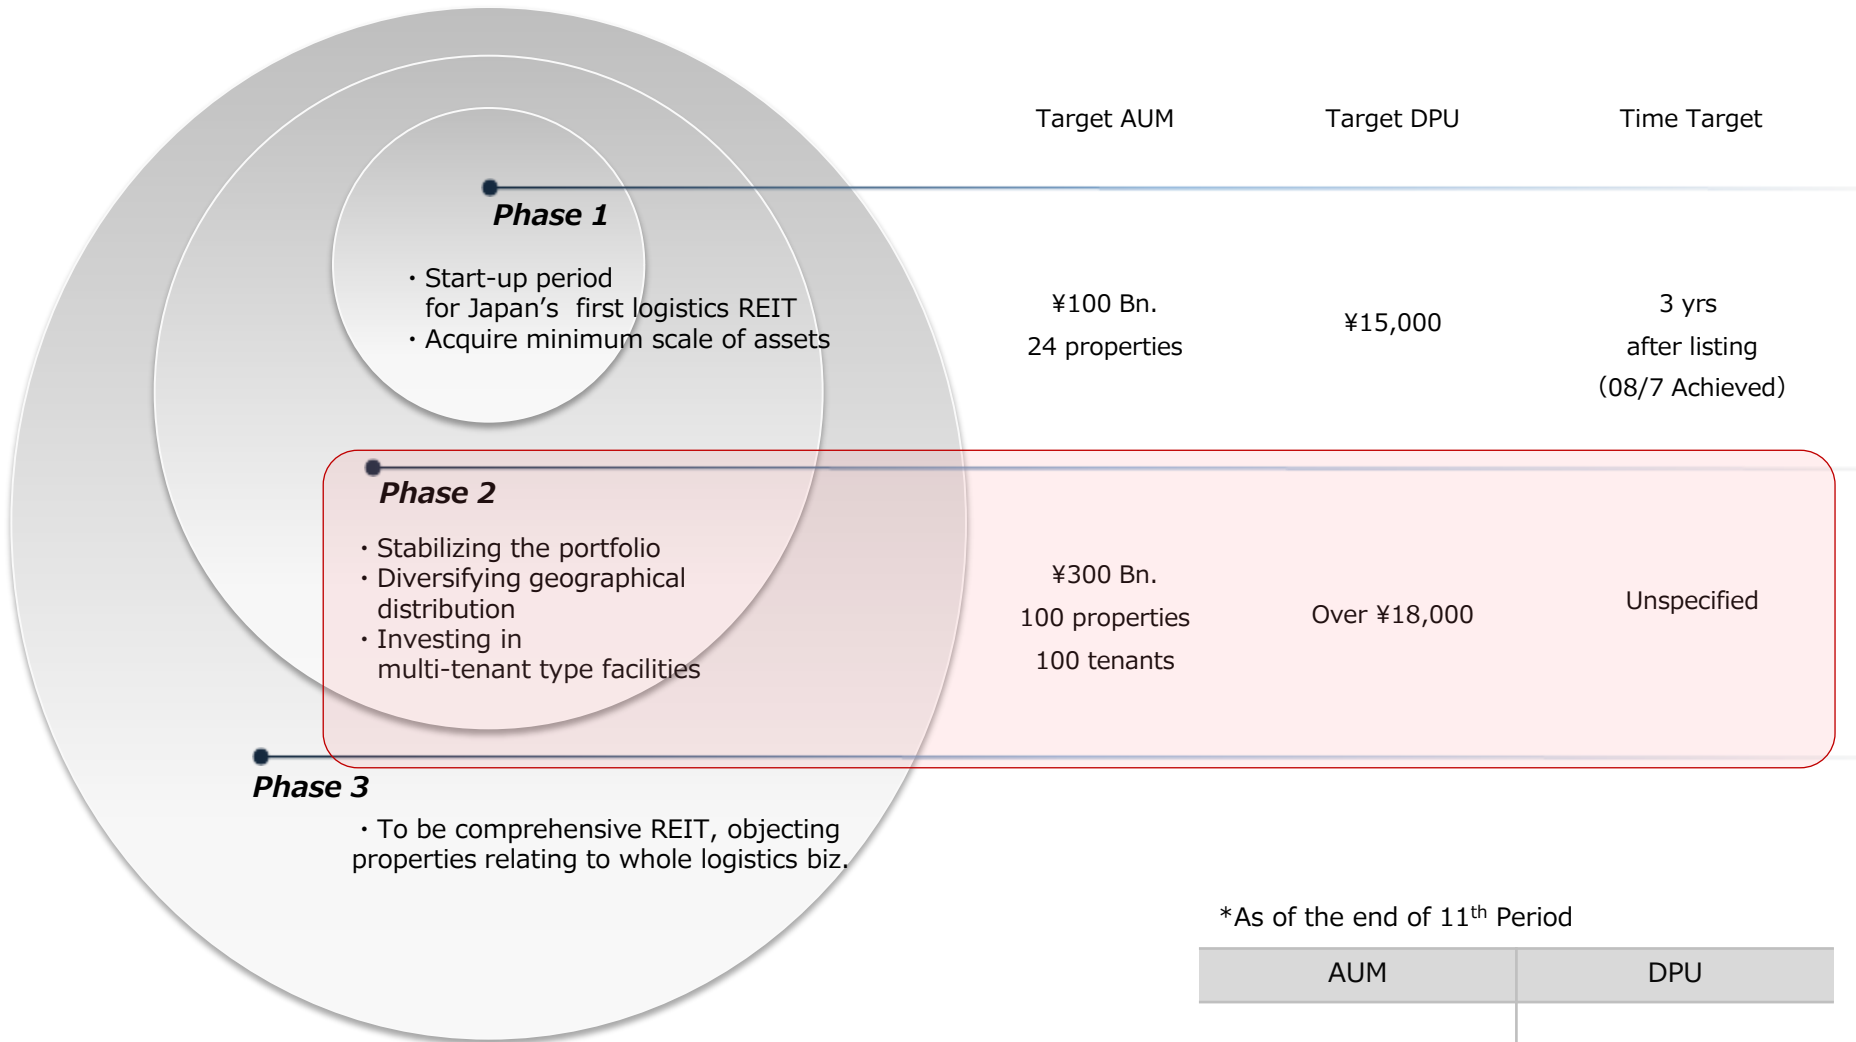 Target AUM Target DPU Time Target
Phase 1
・Start-up period
for Japan’s first logistics REIT
・Acquire minimum scale of assets
¥100 Bn.
24 properties
¥15,000
3 yrs
after listing
（08/7 Achieved）
Phase 2
・Stabilizing the portfolio
・Diversifying geographical
distribution
・Investing in
multi-tenant type facilities
¥300 Bn.
100 properties
100 tenants
Over ¥18,000
Unspecified
Phase 3
・To be comprehensive REIT, objecting
properties relating to whole logistics biz.
*As of the end of 11th Period
AUM DPU